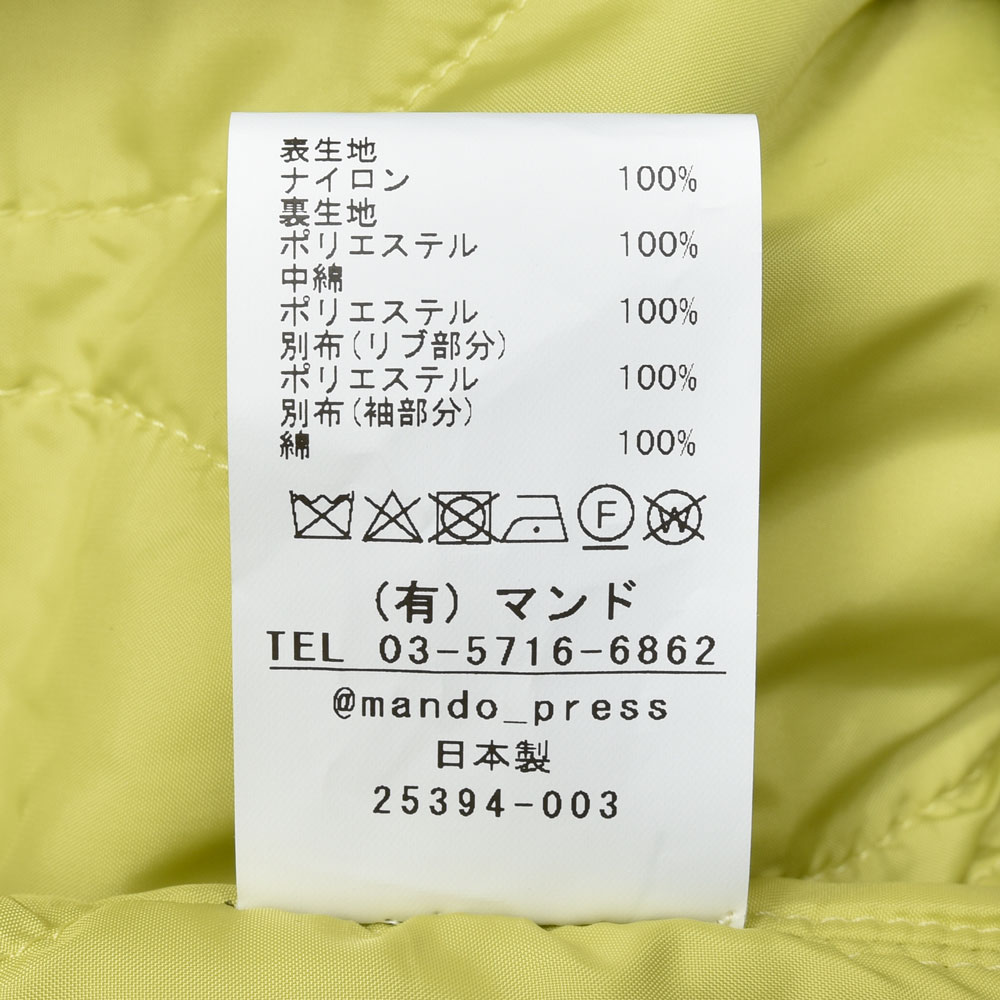 表生地
ナイロン 100%
裏生地
ポリエステル 100%
中綿
ポリエステル 100%
別布(リブ部分)
ポリエステル 100%
別布(袖部分)
綿 100%
F W
(有) マンド
TEL 03-5716-6862
@mando_press
日本製
25394-003